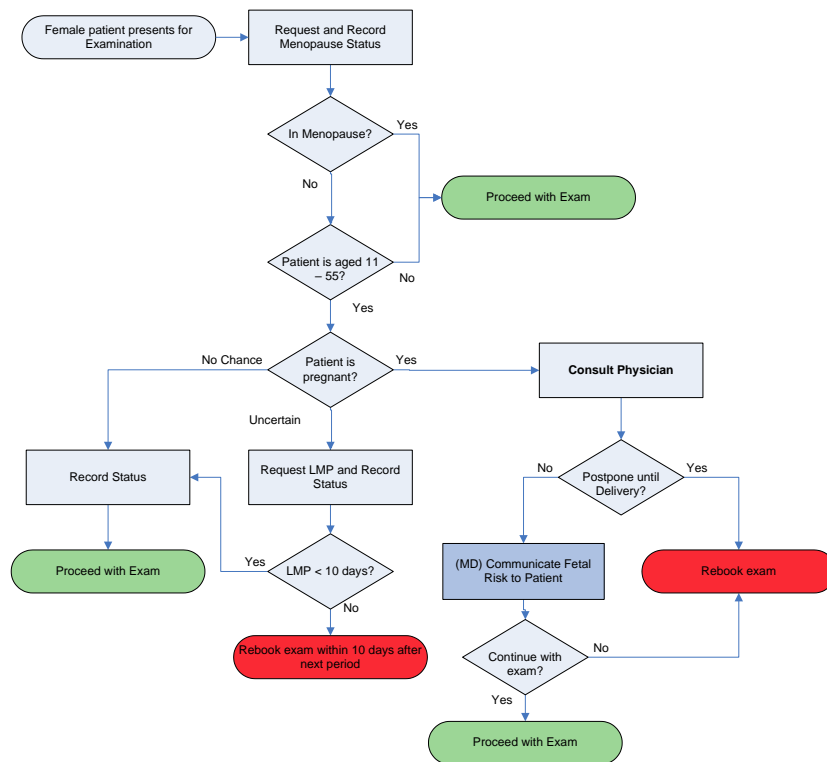 Female patient presents for
Examination
Request and Record
Menopause Status
In Menopause?
Yes
No
Proceed with Exam
Patient is aged 11
– 55?
No
Yes
No Chance
Patient is
pregnant?
Yes
Consult Physician
Uncertain
Record Status
Request LMP and Record
Status
No
Postpone until
Delivery?
Yes
Proceed with Exam
Yes
LMP < 10 days?
No
(MD) Communicate Fetal
Risk to Patient
Rebook exam
Rebook exam within 10 days after
next period
Continue with
exam?
No
Yes
Proceed with Exam